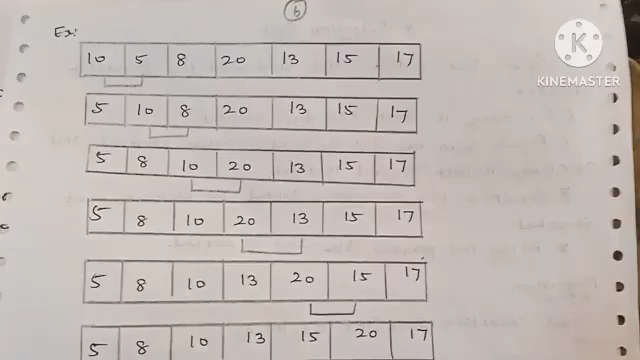 6
Ex:
10 5 8 20 13 15 17
5 10 8 20 13 15 17
5 8 10 20 13 15 17
5 8 10 20 13 15 17
5 8 10 13 20 15 17
5 8 10 13 15 20 17
K
KINEMASTER